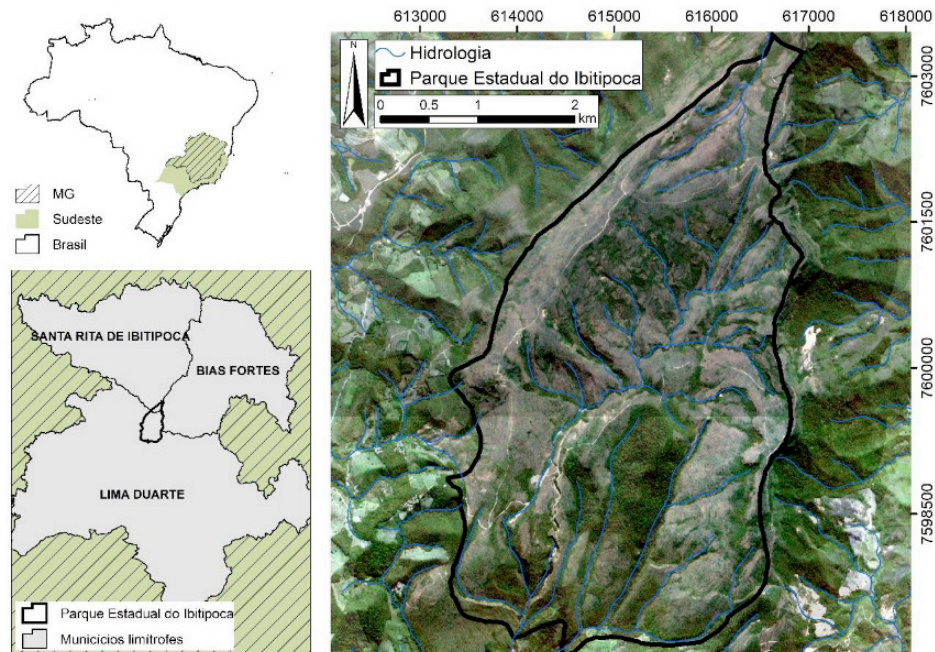 MG
Sudeste
Brasil
SANTA RITA DE IBITIPOCA
BIAS FORTES
LIMA DUARTE
Parque Estadual do Ibitipoca
Municícios limítrofes
613000 614000 615000 616000 617000 618000
N
Hidrologia
Parque Estadual do Ibitipoca
0 0.5 1 2
km
7603000
7601500
7600000
7598500